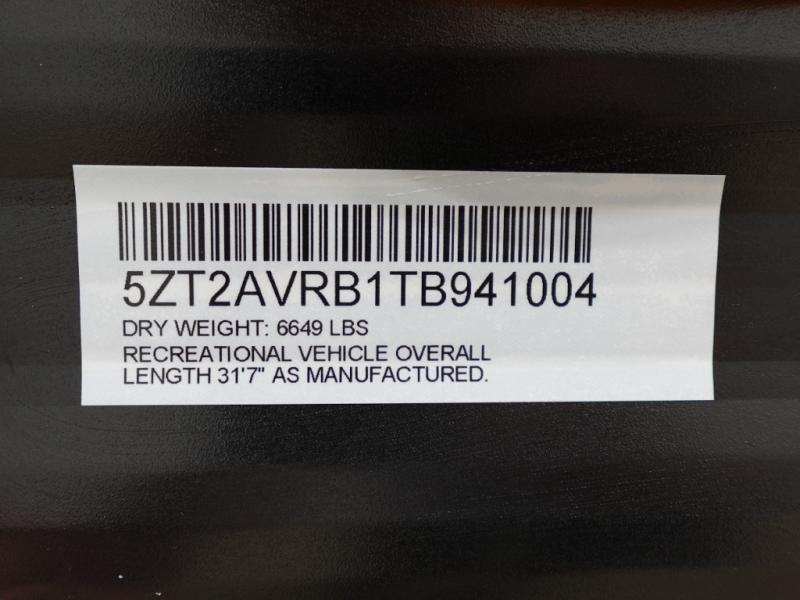 5ZT2AVRB1TB941004
DRY WEIGHT: 6649 LBS
RECREATIONAL VEHICLE OVERALL
LENGTH 31'7" AS MANUFACTURED.